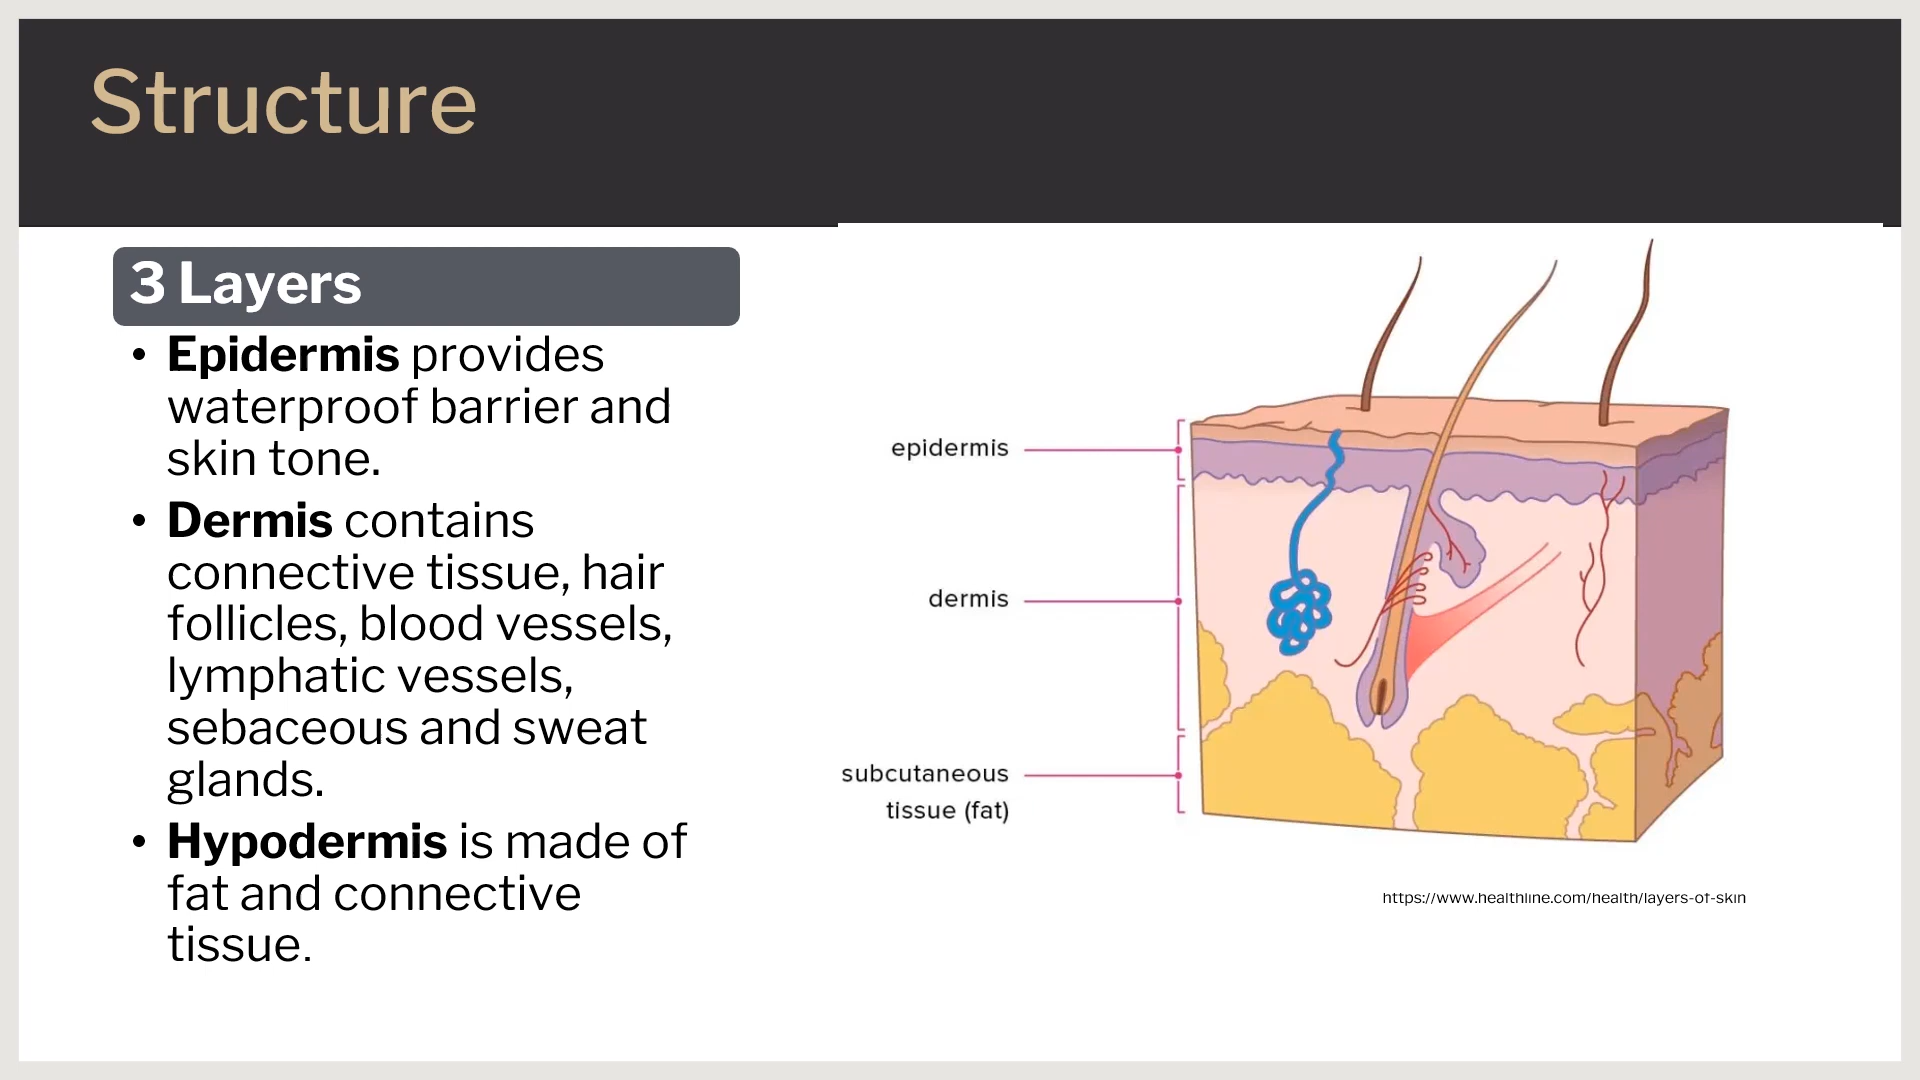 Structure
3 Layers
• Epidermis provides
waterproof barrier and
skin tone.
• Dermis contains
connective tissue, hair
follicles, blood vessels,
lymphatic vessels,
sebaceous and sweat
glands.
• Hypodermis is made of
fat and connective
tissue.
epidermis
dermis
subcutaneous
tissue (fat)
https://www.healthline.com/health/layers-of-skin